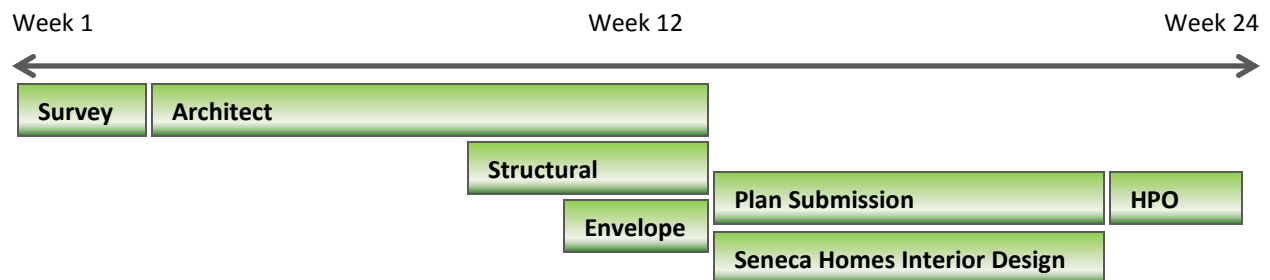 Week 1 Week 12 Week 24
Survey Architect
Structural
Plan Submission HPO
Envelope
Seneca Homes Interior Design